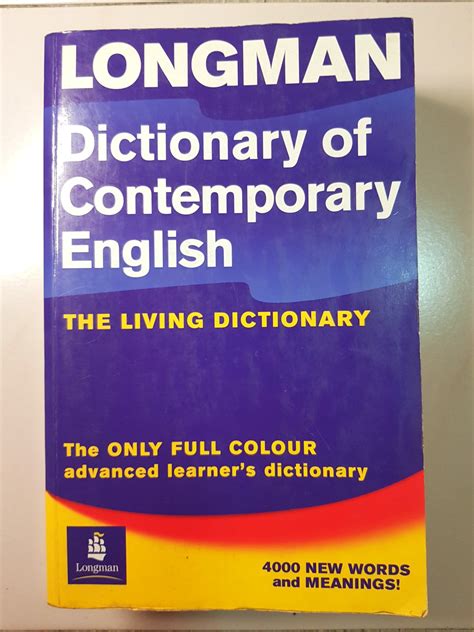 LONGMAN
Dictionary of
Contemporary
English
THE LIVING DICTIONARY
The ONLY FULL COLOUR
advanced learner's dictionary
Longman
4000 NEW WORDS
and MEANINGS!